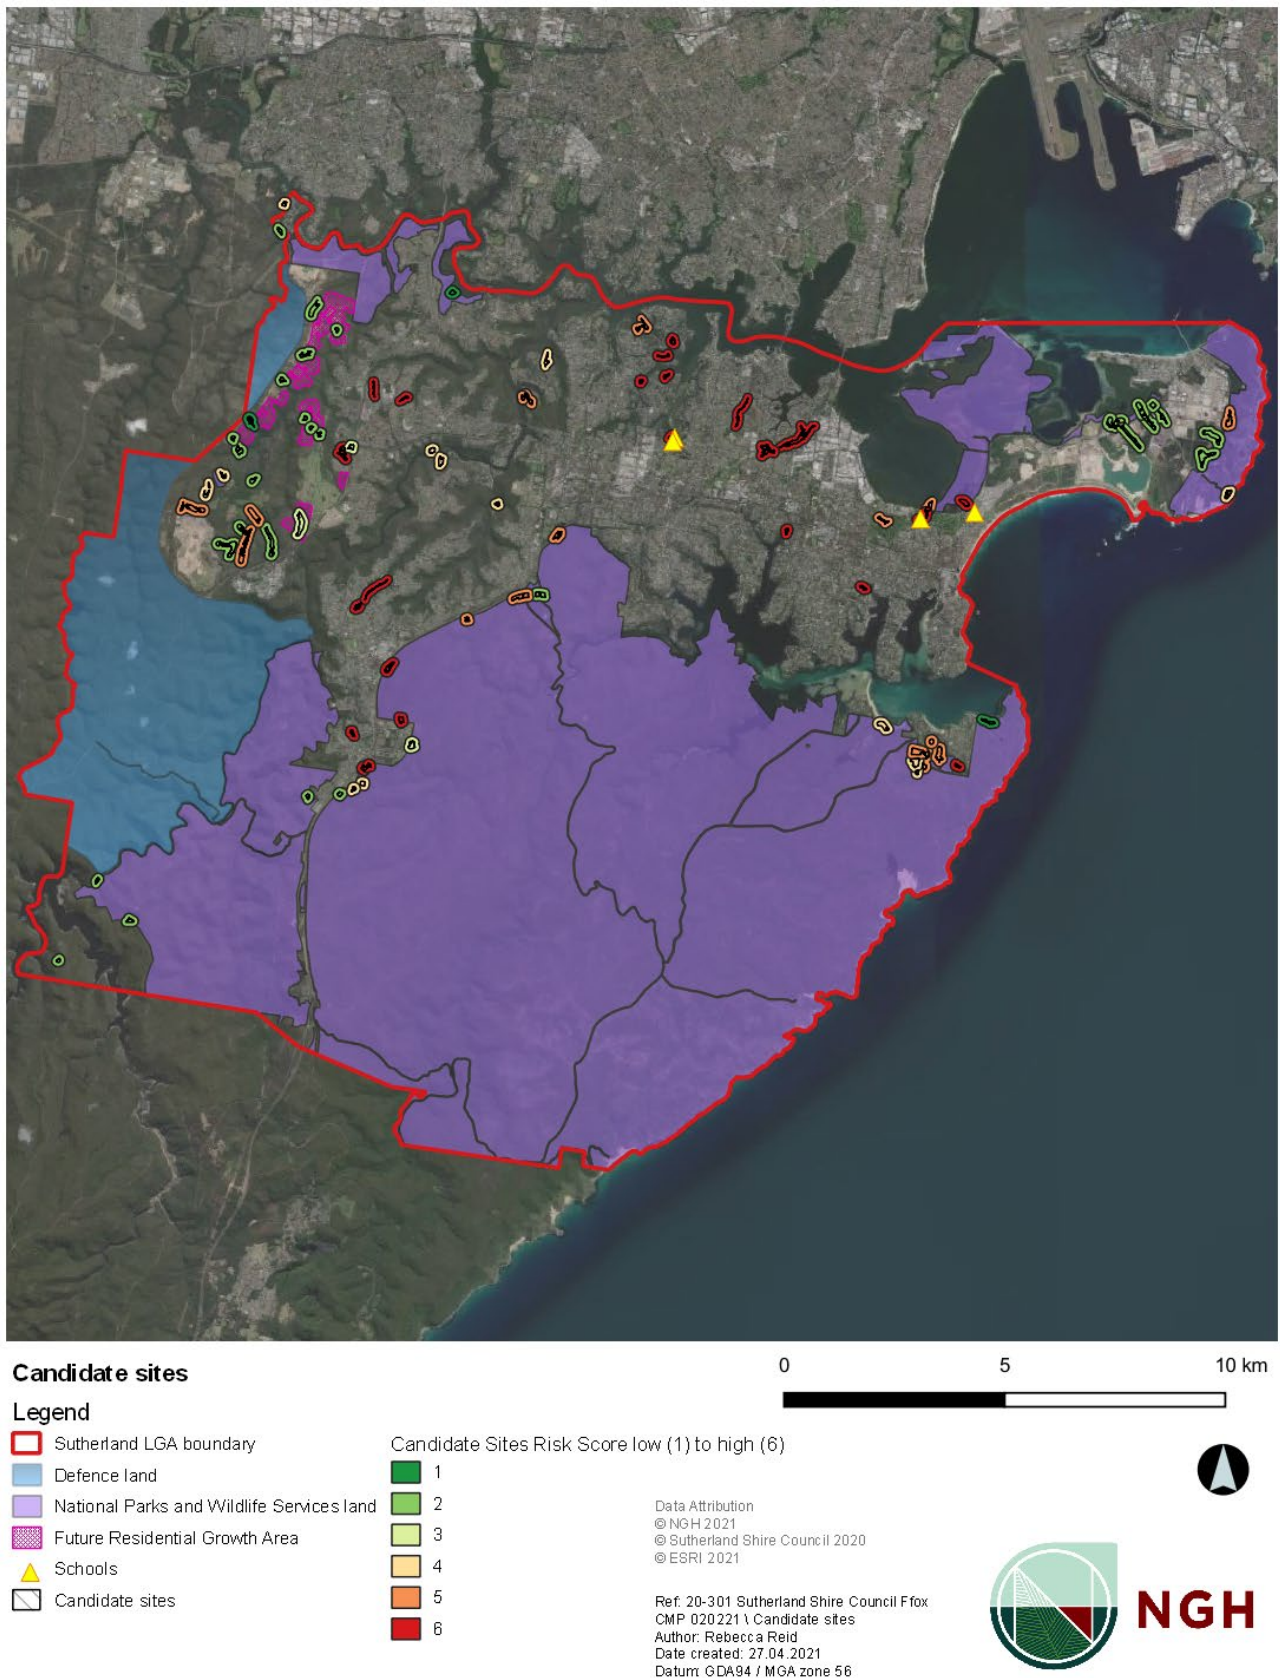 Candidate sites
0 5 10 km
Legend
Sutherland LGA boundary
Defence land
National Parks and Wildlife Services land
Future Residential Growth Area
Schools
Candidate sites
Candidate Sites Risk Score low (1) to high (6)
1
2
3
4
5
6
Data Attribution
© NGH 2021
© Sutherland Shire Council 2020
© ESRI 2021
Ref: 20-301 Sutherland Shire Council Ffox
CMP 020221 \ Candidate sites
Author: Rebecca Reid
Date created: 27.04.2021
Datum: GDA94 / MGA zone 56
NGH